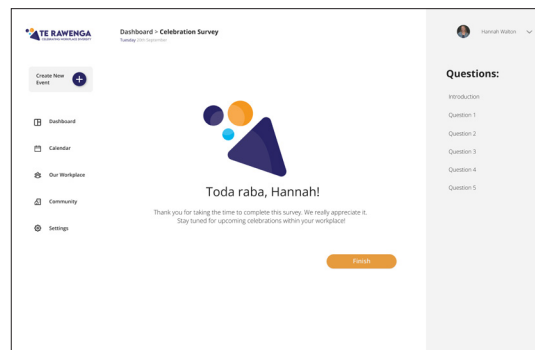 TE RAWENGA
CELEBRATING WORKPLACE DIVERSITY
Dashboard > Celebration Survey
Tuesday 20th September
Hannah Walton
Create New
Event
Dashboard
Calendar
Our Workplace
Community
Settings
Toda raba, Hannah!
Thank you for taking the time to complete this survey. We really appreciate it.
Stay tuned for upcoming celebrations within your workplace!
Finish
Questions:
Introduction
Question 1
Question 2
Question 3
Question 4
Question 5